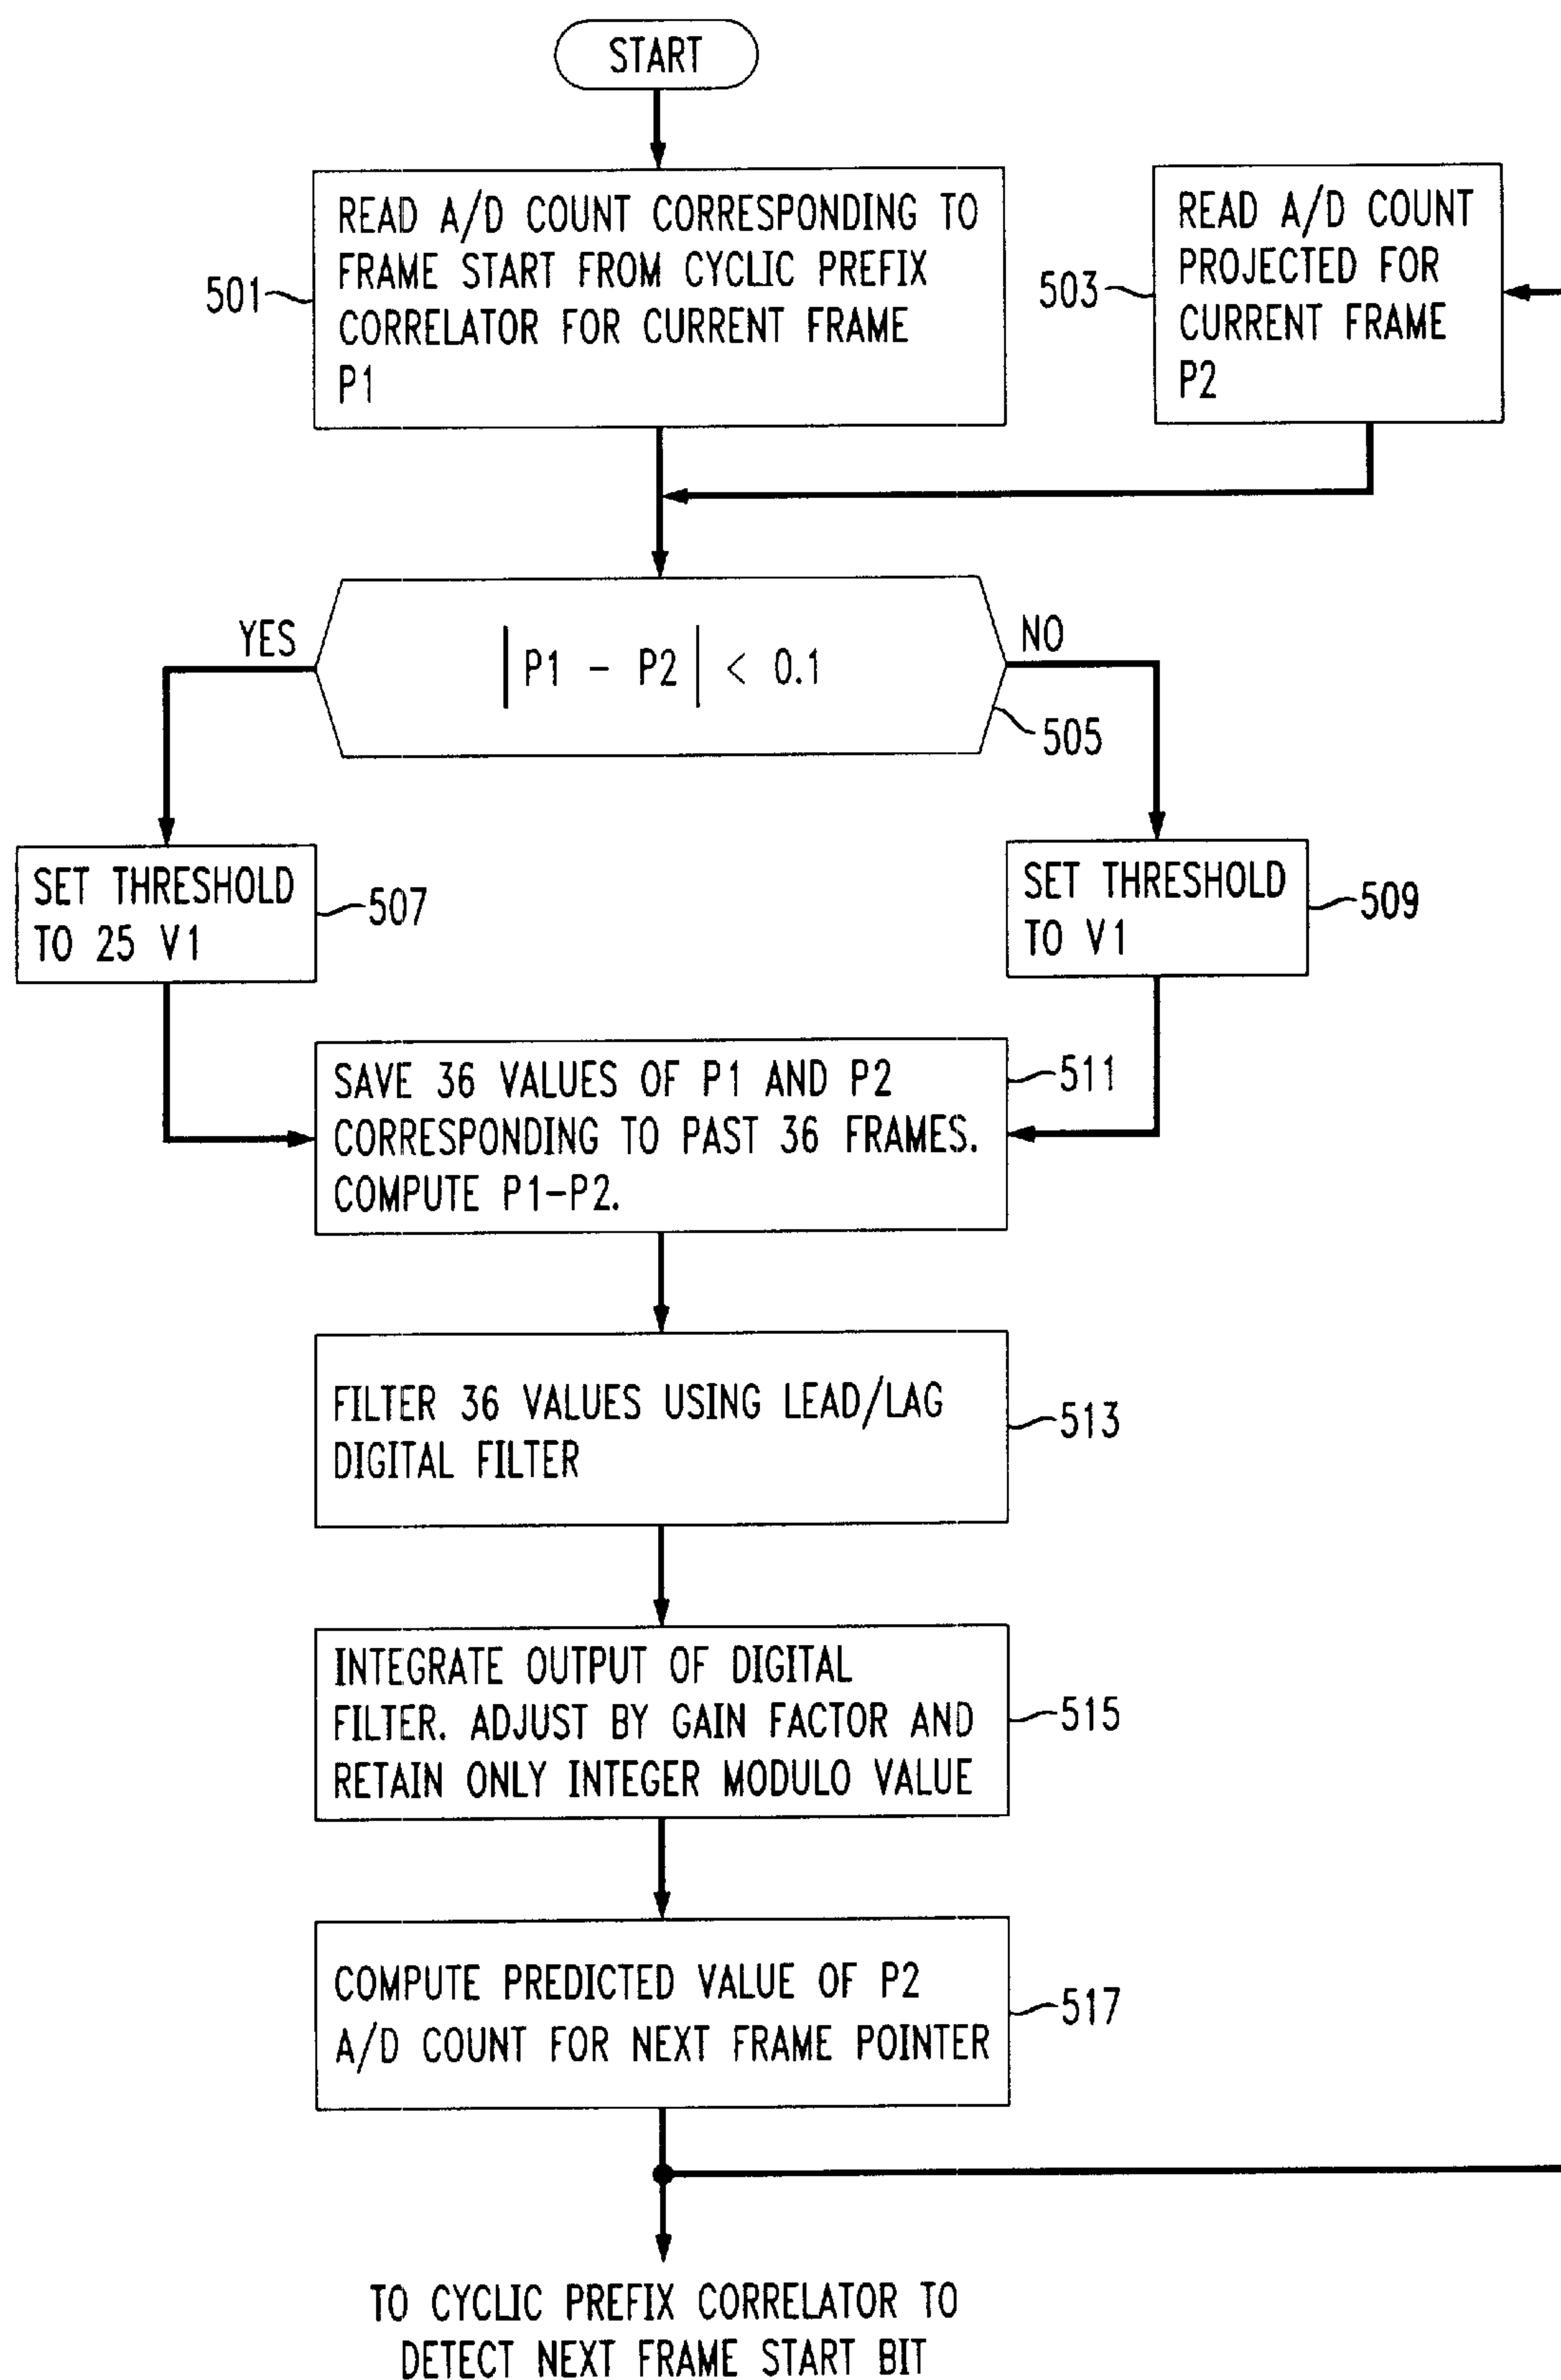 START
READ A/D COUNT CORRESPONDING TO
FRAME START FROM CYCLIC PREFIX
CORRELATOR FOR CURRENT FRAME
P1
501
READ A/D COUNT
PROJECTED FOR
CURRENT FRAME
P2
503
YES
|P1 - P2| < 0.1
NO
505
SET THRESHOLD
TO 25 V1
507
SET THRESHOLD
TO V1
509
SAVE 36 VALUES OF P1 AND P2
CORRESPONDING TO PAST 36 FRAMES.
COMPUTE P1-P2.
511
FILTER 36 VALUES USING LEAD/LAG
DIGITAL FILTER
513
INTEGRATE OUTPUT OF DIGITAL
FILTER. ADJUST BY GAIN FACTOR AND
RETAIN ONLY INTEGER MODULO VALUE
515
COMPUTE PREDICTED VALUE OF P2
A/D COUNT FOR NEXT FRAME POINTER
517
TO CYCLIC PREFIX CORRELATOR TO
DETECT NEXT FRAME START BIT